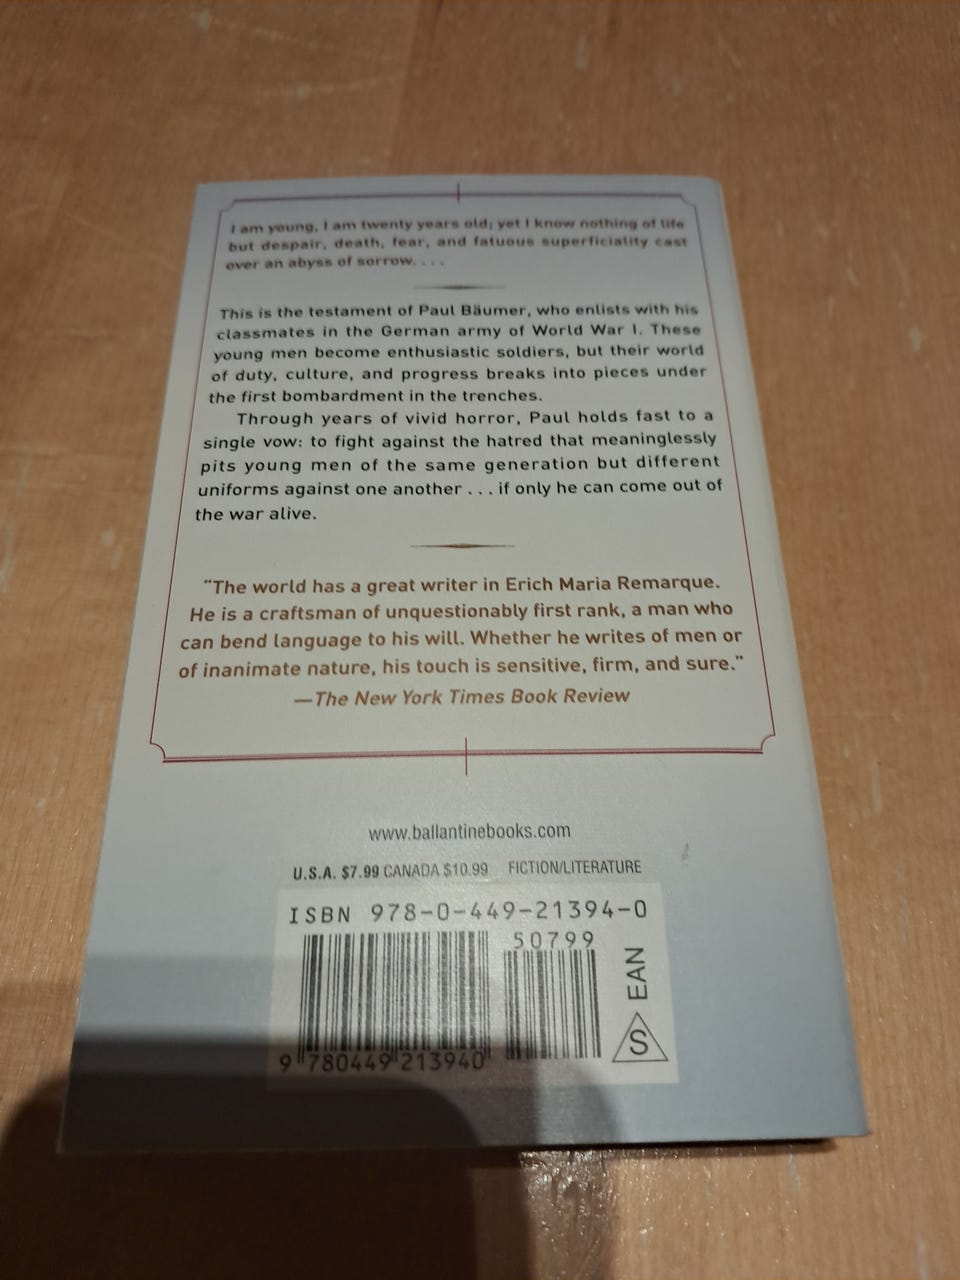 I am young, I am twenty years old; yet I know nothing of life
but despair, death, fear, and fatuous superficiality cast
over an abyss of sorrow. . . .
This is the testament of Paul Bäumer, who enlists with his
classmates in the German army of World War I. These
young men become enthusiastic soldiers, but their world
of duty, culture, and progress breaks into pieces under
the first bombardment in the trenches.
Through years of vivid horror, Paul holds fast to a
single vow: to fight against the hatred that meaninglessly
pits young men of the same generation but different
uniforms against one another . . . if only he can come out of
the war alive.
"The world has a great writer in Erich Maria Remarque.
He is a craftsman of unquestionably first rank, a man who
can bend language to his will. Whether he writes of men or
of inanimate nature, his touch is sensitive, firm, and sure."
—The New York Times Book Review
www.ballantinebooks.com
U.S.A. $7.99 CANADA $10.99 FICTION/LITERATURE
ISBN 978-0-449-21394-0
50799
EAN
S
9 780449 213940